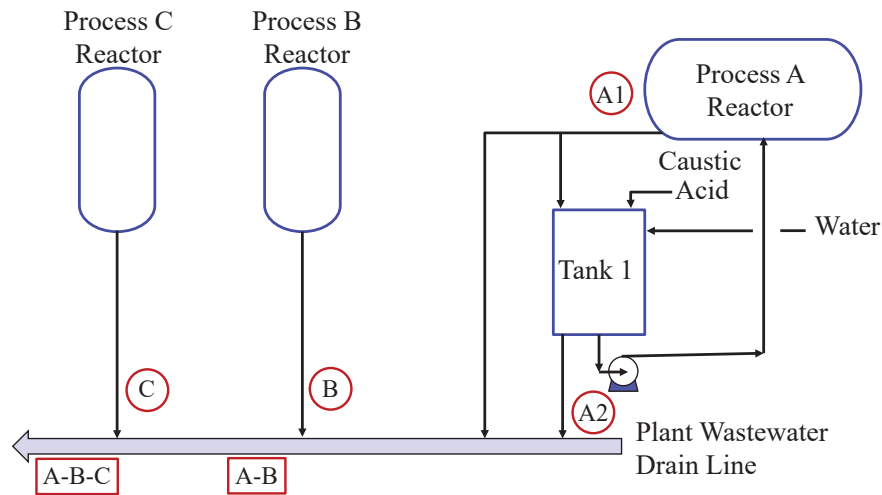 Process C
Reactor
Process B
Reactor
Process A
Reactor
A1
Caustic
Acid
Water
Tank 1
C
B
A2
Plant Wastewater
Drain Line
A-B-C
A-B